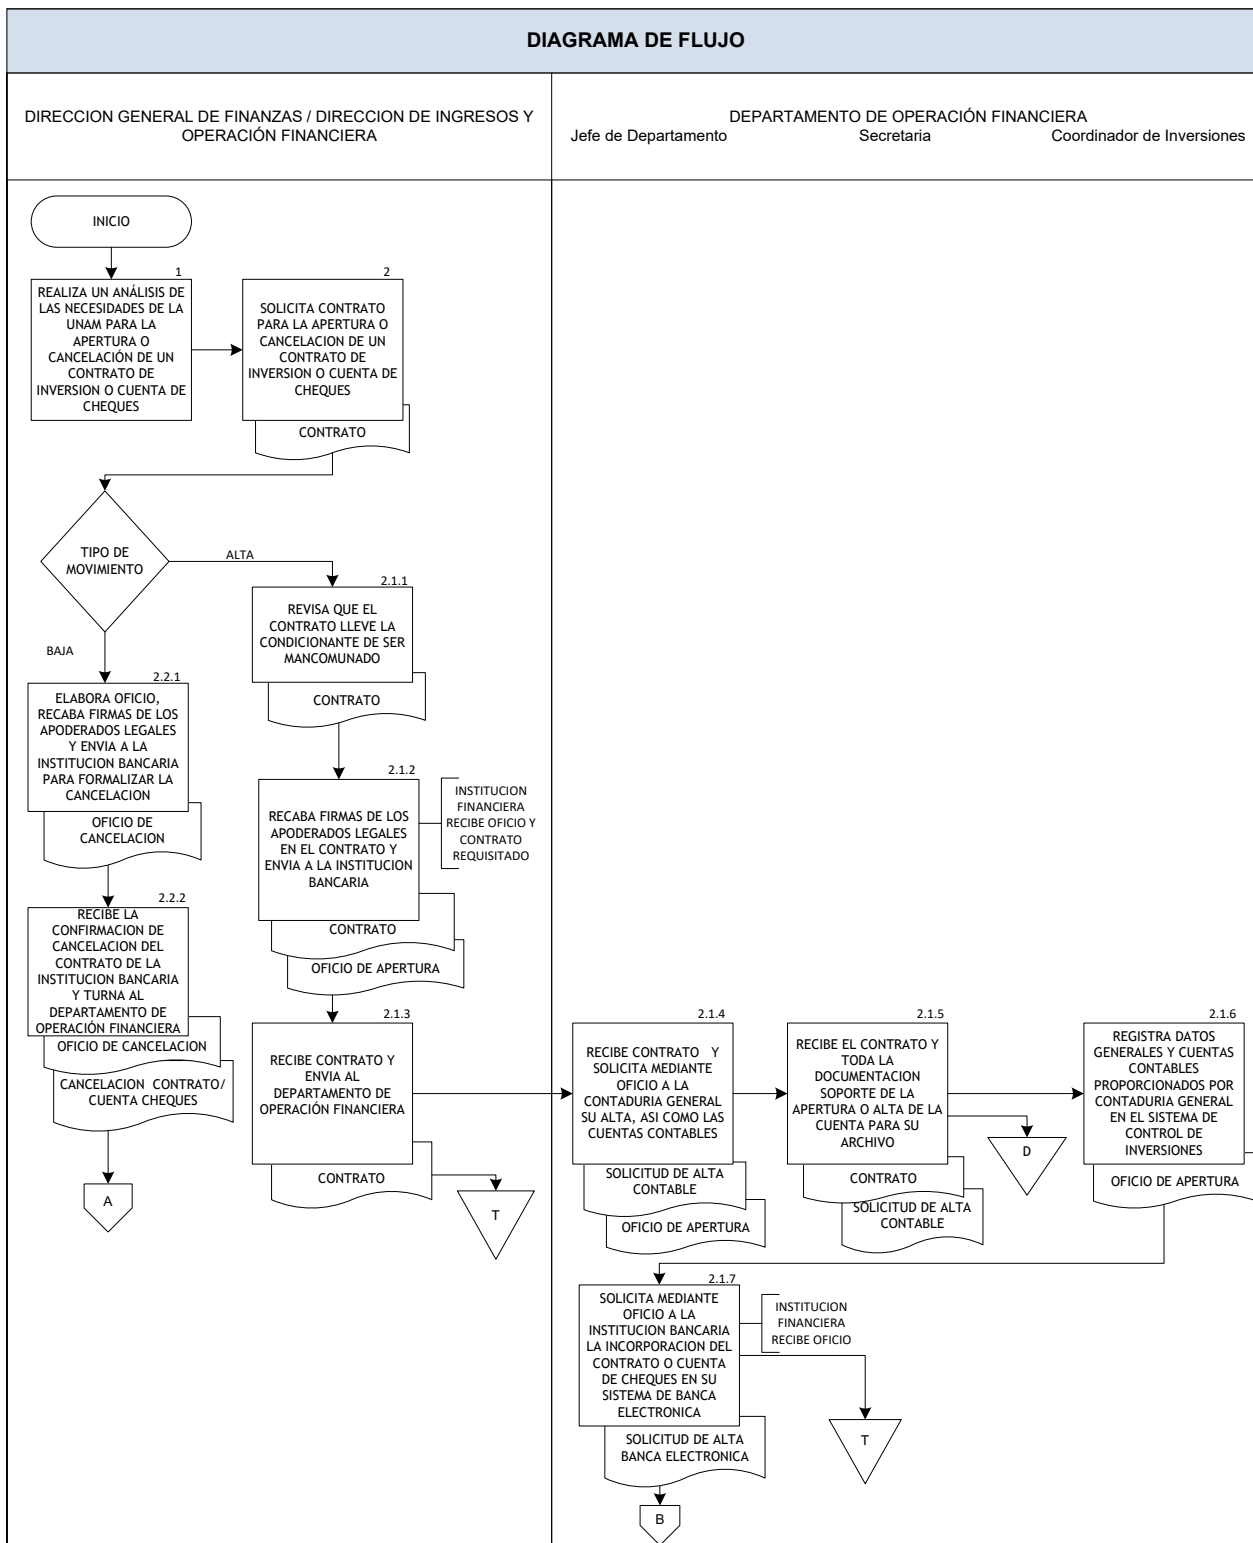 DIAGRAMA DE FLUJO
DIRECCION GENERAL DE FINANZAS / DIRECCION DE INGRESOS Y
OPERACIÓN FINANCIERA
DEPARTAMENTO DE OPERACIÓN FINANCIERA
Jefe de Departamento
Secretaria
Coordinador de Inversiones
INICIO
1
REALIZA UN ANÁLISIS DE
LAS NECESIDADES DE LA
UNAM PARA LA
APERTURA O
CANCELACIÓN DE UN
CONTRATO DE
INVERSION O CUENTA DE
CHEQUES
2
SOLICITA CONTRATO
PARA LA APERTURA O
CANCELACION DE UN
CONTRATO DE
INVERSION O CUENTA DE
CHEQUES
CONTRATO
TIPO DE
MOVIMIENTO
ALTA
BAJA
2.1.1
REVISA QUE EL
CONTRATO LLEVE LA
CONDICIONANTE DE SER
MANCOMUNADO
CONTRATO
2.2.1
ELABORA OFICIO,
RECABA FIRMAS DE LOS
APODERADOS LEGALES
Y ENVIA A LA
INSTITUCION BANCARIA
PARA FORMALIZAR LA
CANCELACION
OFICIO DE
CANCELACION
2.1.2
RECABA FIRMAS DE LOS
APODERADOS LEGALES
EN EL CONTRATO Y
ENVIA A LA INSTITUCION
BANCARIA
INSTITUCION
FINANCIERA
RECIBE OFICIO Y
CONTRATO
REQUISITADO
CONTRATO
OFICIO DE APERTURA
2.2.2
RECIBE LA
CONFIRMACION DE
CANCELACION DEL
CONTRATO DE LA
INSTITUCION BANCARIA
Y TURNA AL
DEPARTAMENTO DE
OPERACIÓN FINANCIERA
OFICIO DE CANCELACION
CANCELACION CONTRATO/
CUENTA CHEQUES
A
2.1.3
RECIBE CONTRATO Y
ENVIA AL
DEPARTAMENTO DE
OPERACIÓN FINANCIERA
CONTRATO
T
2.1.4
RECIBE CONTRATO Y
SOLICITA MEDIANTE
OFICIO A LA
CONTADURIA GENERAL
SU ALTA, ASI COMO LAS
CUENTAS CONTABLES
SOLICITUD DE ALTA
CONTABLE
OFICIO DE APERTURA
2.1.5
RECIBE EL CONTRATO Y
TODA LA
DOCUMENTACION
SOPORTE DE LA
APERTURA O ALTA DE LA
CUENTA PARA SU
ARCHIVO
CONTRATO
SOLICITUD DE ALTA
CONTABLE
D
2.1.6
REGISTRA DATOS
GENERALES Y CUENTAS
CONTABLES
PROPORCIONADOS POR
CONTADURIA GENERAL
EN EL SISTEMA DE
CONTROL DE
INVERSIONES
OFICIO DE APERTURA
2.1.7
SOLICITA MEDIANTE
OFICIO A LA
INSTITUCION BANCARIA
LA INCORPORACION DEL
CONTRATO O CUENTA
DE CHEQUES EN SU
SISTEMA DE BANCA
ELECTRONICA
INSTITUCION
FINANCIERA
RECIBE OFICIO
SOLICITUD DE ALTA
BANCA ELECTRONICA
T
B